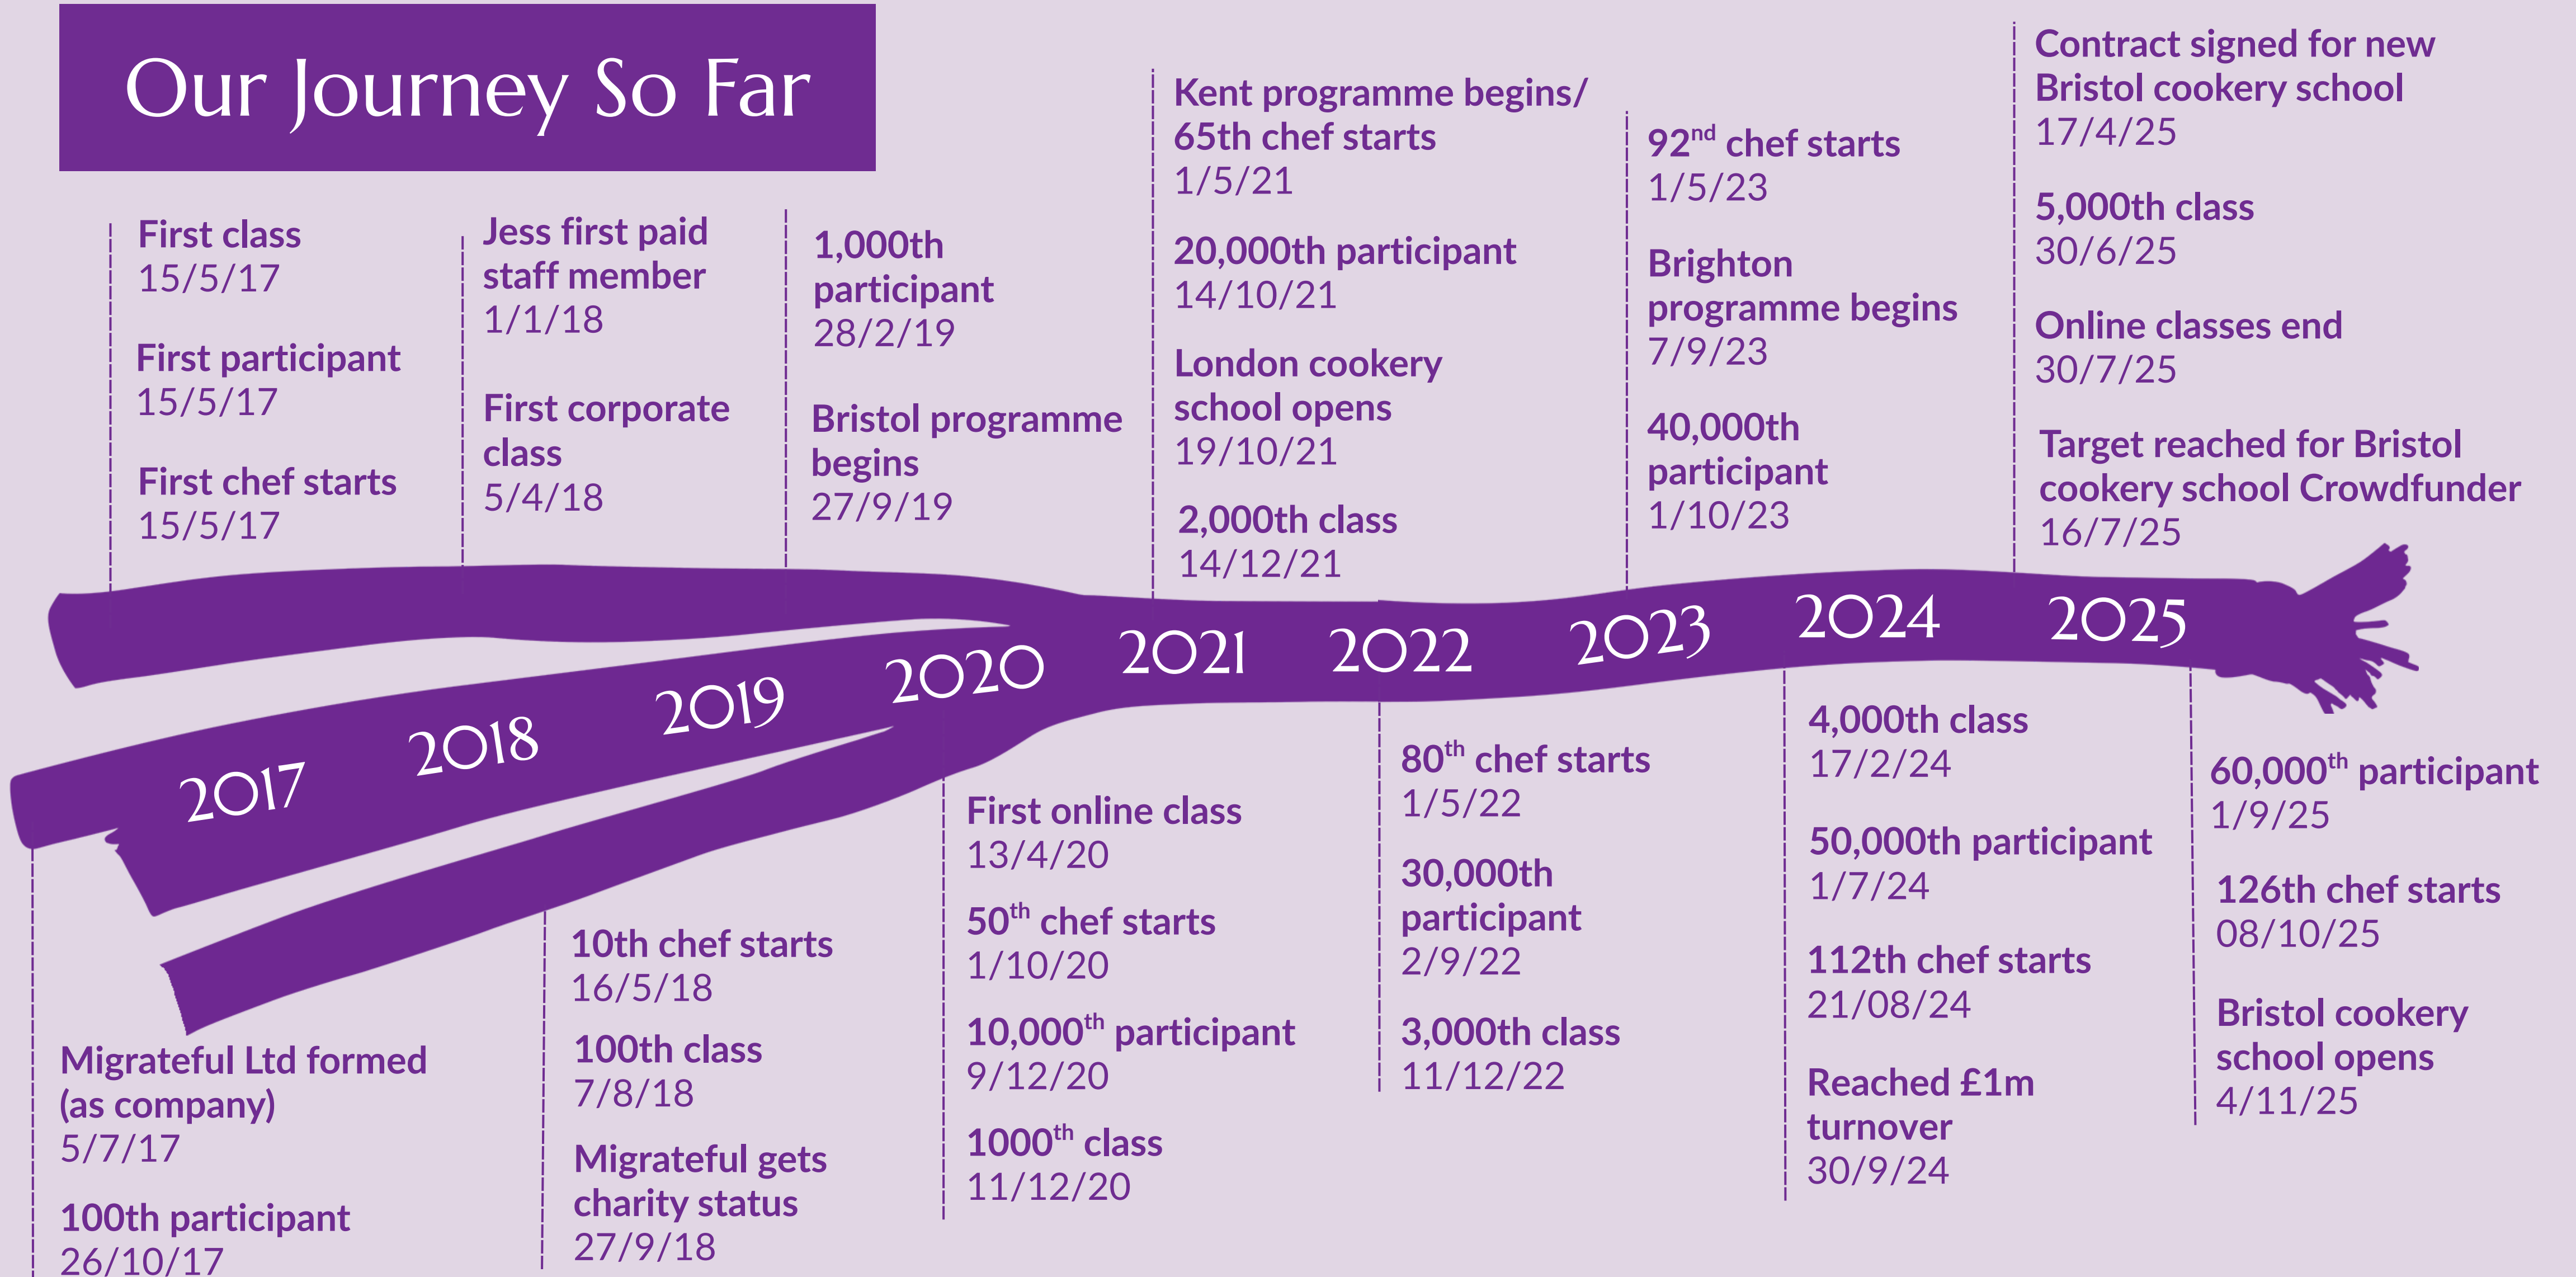 Our Journey So Far
First class
15/5/17
First participant
15/5/17
First chef starts
15/5/17
Jess first paid
staff member
1/1/18
First corporate
class
5/4/18
1,000th
participant
28/2/19
Bristol programme
begins
27/9/19
Kent programme begins/
65th chef starts
1/5/21
20,000th participant
14/10/21
London cookery
school opens
19/10/21
2,000th class
14/12/21
92nd chef starts
1/5/23
Brighton
programme begins
7/9/23
40,000th
participant
1/10/23
Contract signed for new
Bristol cookery school
17/4/25
5,000th class
30/6/25
Online classes end
30/7/25
Target reached for Bristol
cookery school Crowdfunder
16/7/25
2017
2018
2019
2020
2021
2022
2023
2024
2025
Migrateful Ltd formed
(as company)
5/7/17
100th participant
26/10/17
10th chef starts
16/5/18
100th class
7/8/18
Migrateful gets
charity status
27/9/18
First online class
13/4/20
50th chef starts
1/10/20
10,000th participant
9/12/20
1000th class
11/12/20
80th chef starts
1/5/22
30,000th
participant
2/9/22
3,000th class
11/12/22
4,000th class
17/2/24
50,000th participant
1/7/24
112th chef starts
21/08/24
Reached £1m
turnover
30/9/24
60,000th participant
1/9/25
126th chef starts
08/10/25
Bristol cookery
school opens
4/11/25